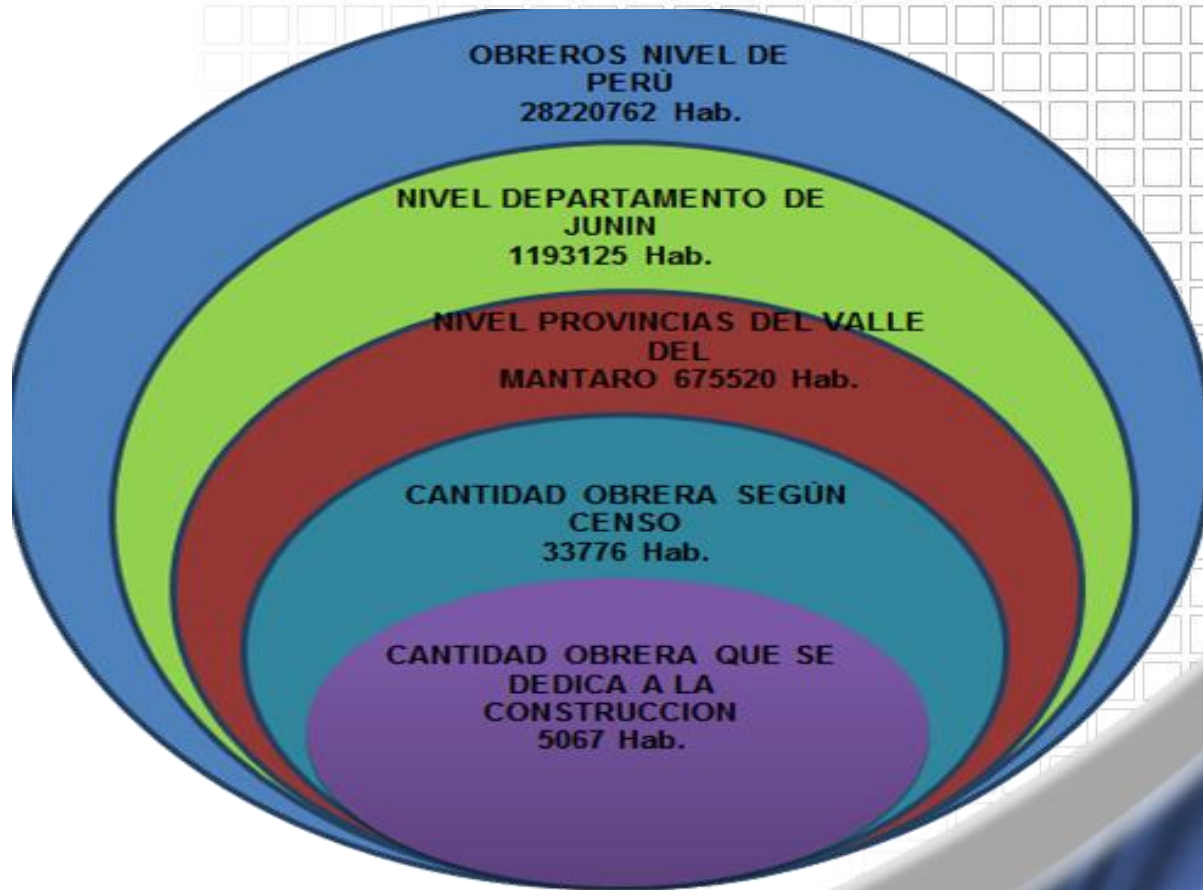 OBREROS NIVEL DE
PERÚ
28220762 Hab.
NIVEL DEPARTAMENTO DE
JUNIN
1193125 Hab.
NIVEL PROVINCIAS DEL VALLE
DEL
MANTARO 675520 Hab.
CANTIDAD OBRERA SEGÚN
CENSO
33776 Hab.
CANTIDAD OBRERA QUE SE
DEDICA A LA
CONSTRUCCION
5067 Hab.